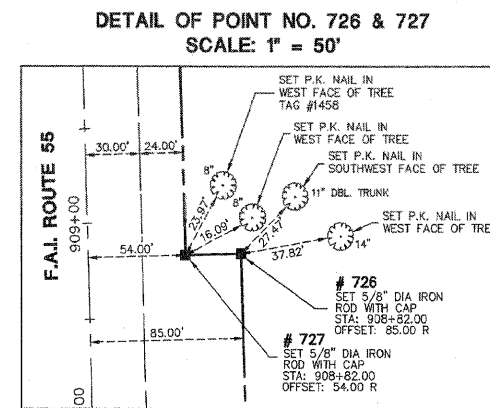 DETAIL OF POINT NO. 726 & 727
SCALE: 1" = 50'
SET P.K. NAIL IN
WEST FACE OF TREE
TAG #1458
SET P.K. NAIL IN
WEST FACE OF TREE
SET P.K. NAIL IN
SOUTHWEST FACE OF TREE
11" DBL. TRUNK
SET P.K. NAIL IN
WEST FACE OF TRE
F.A.I. ROUTE 55
909+00
00
30.00'
24.00'
8"
8"
23.97'
16.09'
27.47'
14"
37.82'
54.00'
85.00'
# 726
SET 5/8" DIA IRON
ROD WITH CAP
STA: 908+82.00
OFFSET: 85.00 R
# 727
SET 5/8" DIA IRON
ROD WITH CAP
STA: 908+82.00
OFFSET: 54.00 R